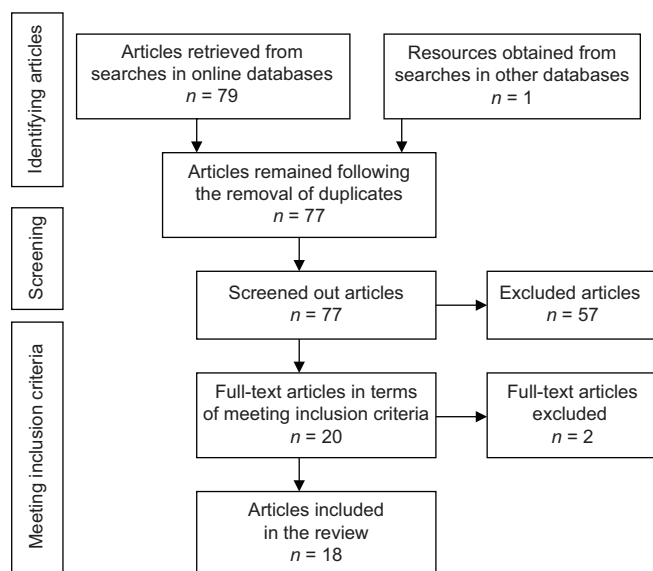 Identifying articles
Articles retrieved from
searches in online databases
n = 79
Resources obtained from
searches in other databases
n = 1
Articles remained following
the removal of duplicates
n = 77
Screening
Screened out articles
n = 77
Excluded articles
n = 57
Meeting inclusion criteria
Full-text articles in terms
of meeting inclusion criteria
n = 20
Full-text articles
excluded
n = 2
Articles included
in the review
n = 18